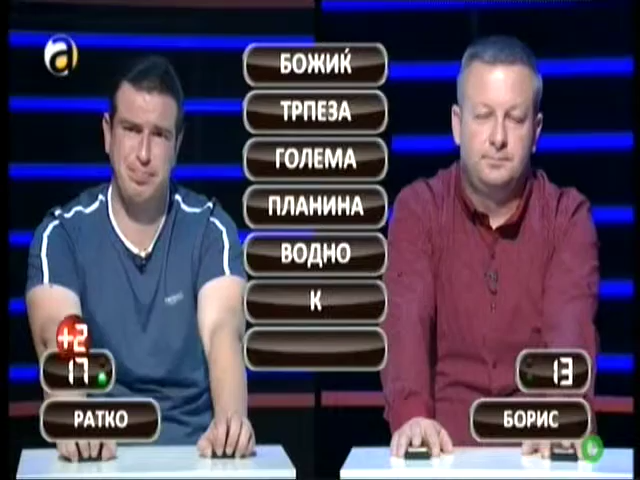 БОЖИЌ
ТРПЕЗА
ГОЛЕМА
ПЛАНИНА
ВОДНО
К
+2
17
13
РАТКО
БОРИС